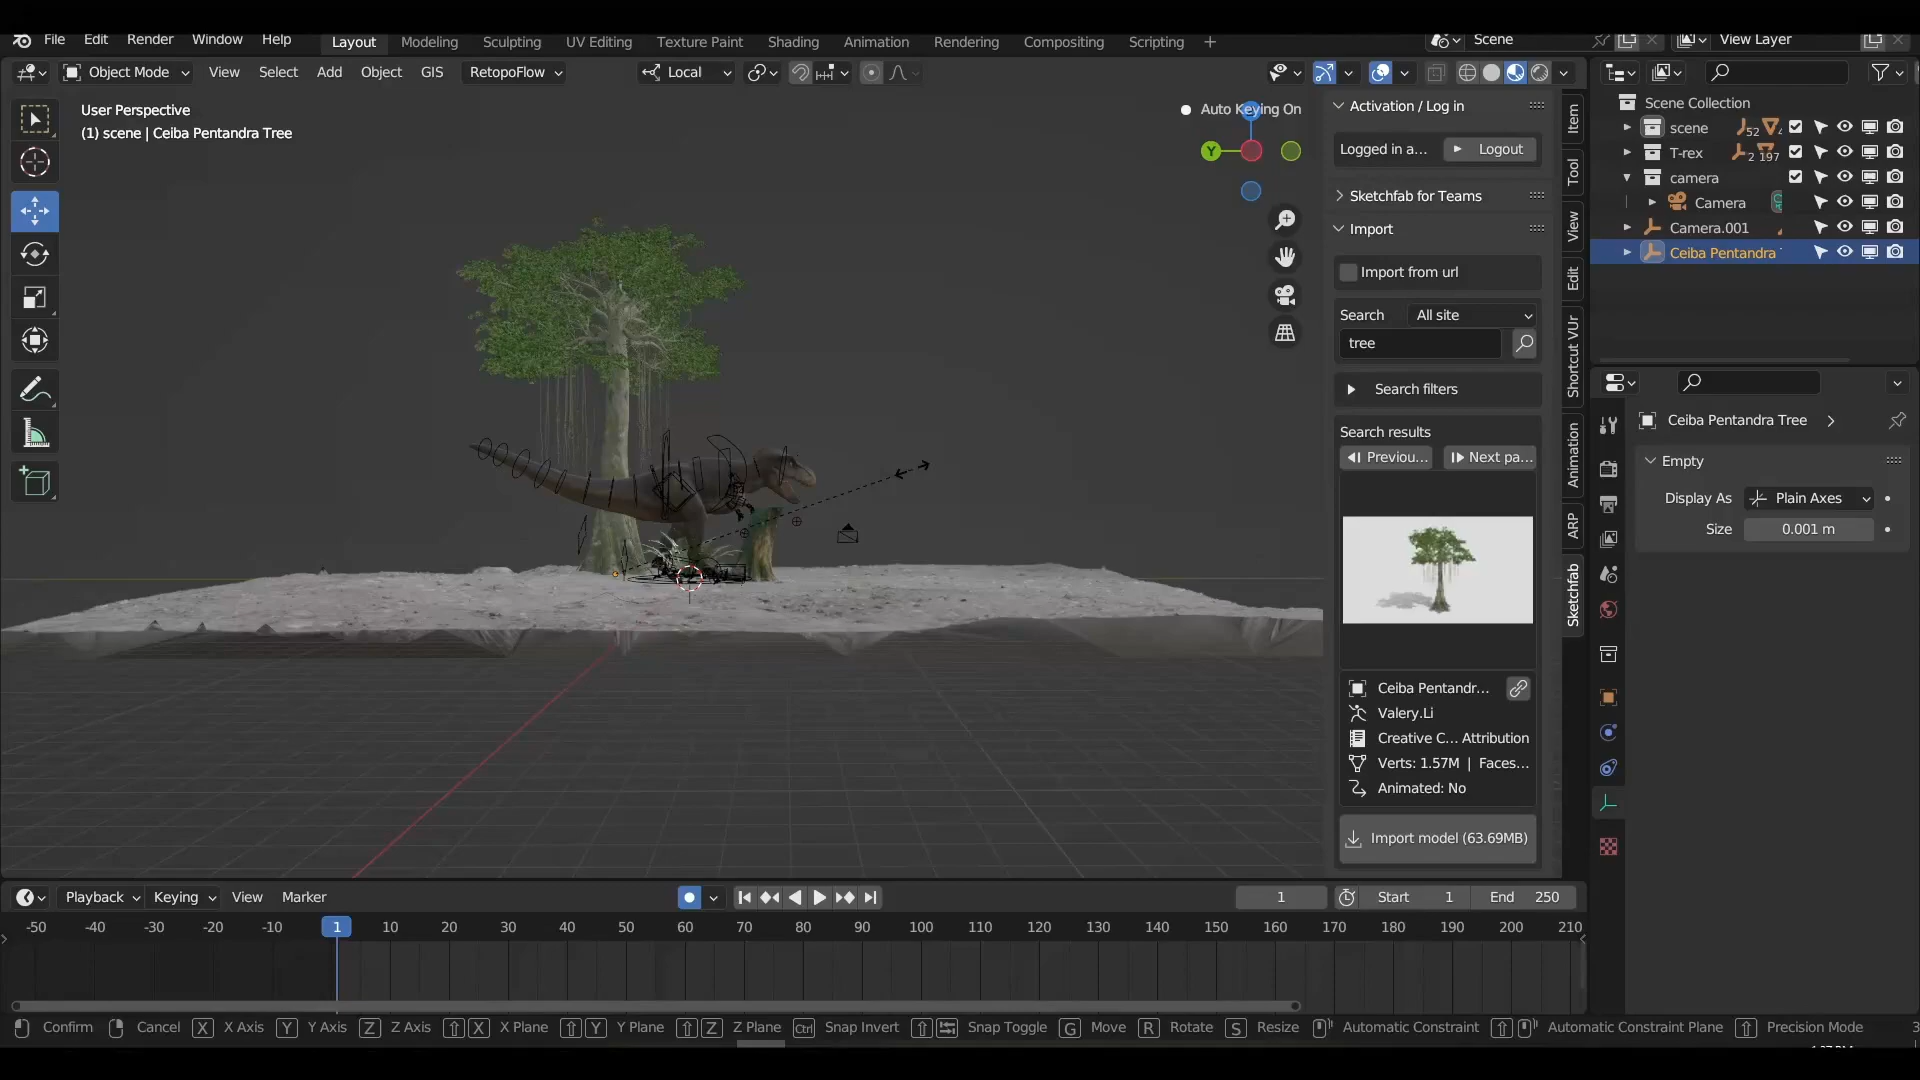 File Edit Render Window Help
Layout Modeling Sculpting UV Editing Texture Paint Shading Animation Rendering Compositing Scripting +
Scene
View Layer
Object Mode View Select Add Object GIS RetopoFlow
Local
User Perspective
(1) scene | Ceiba Pentandra Tree
Auto Keying On
Y
Activation / Log in
Logged in a...
Logout
Sketchfab for Teams
Import
Import from url
Search
All site
tree
Search filters
Search results
Previou...
Next pa...
Ceiba Pentandr...
Valery.Li
Creative C... Attribution
Verts: 1.57M | Faces...
Animated: No
Import model (63.69MB)
Item
Tool
View
Edit
Shortcut VUr
Animation
ARP
Sketchfab
Scene Collection
scene
52
T-rex
2 197
camera
Camera
Camera.001
Ceiba Pentandra
Ceiba Pentandra Tree
Empty
Display As
Plain Axes
Size
0.001 m
Playback Keying View Marker
1
Start 1
End 250
-50 -40 -30 -20 -10 1 10 20 30 40 50 60 70 80 90 100 110 120 130 140 150 160 170 180 190 200 210
Confirm Cancel X X Axis Y Y Axis Z Z Axis X X Plane Y Y Plane Z Z Plane Ctrl Snap Invert Snap Toggle G Move R Rotate S Resize Automatic Constraint Automatic Constraint Plane Precision Mode